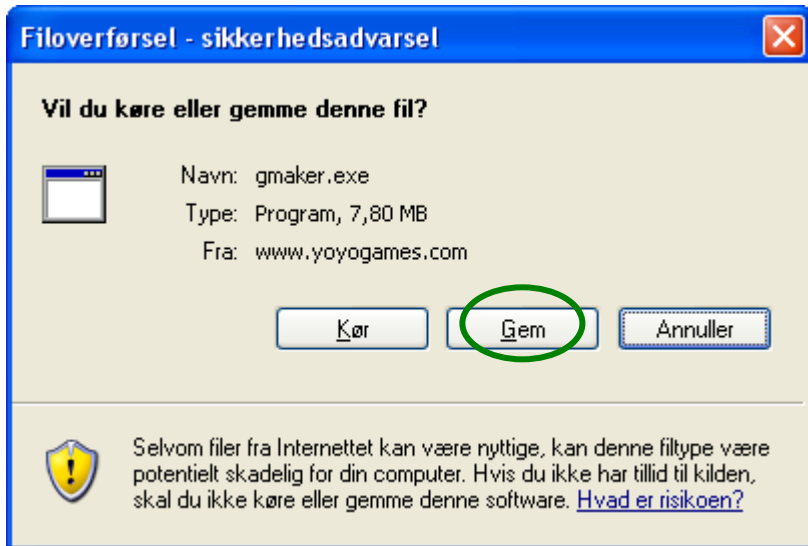 Filoverførsel - sikkerhedsadvarsel
Vil du køre eller gemme denne fil?
Navn: gmaker.exe
Type: Program, 7,80 MB
Fra: www.yoyogames.com
Kør Gem Annuller
Selvom filer fra Internettet kan være nyttige, kan denne filtype være
potentielt skadelig for din computer. Hvis du ikke har tillid til kilden,
skal du ikke køre eller gemme denne software. Hvad er risikoen?